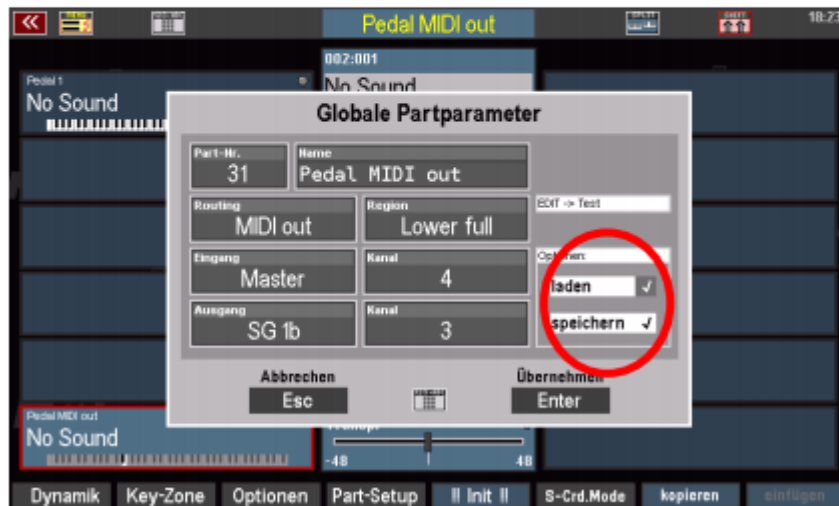 Pedal MIDI out
18:23
002:001
No Sound
Pedal 1
No Sound
Globale Partparameter
Part-Nr.
31
Name
Pedal MIDI out
Routing
MIDI out
Region
Lower full
EDIT -> Test
Eingang
Master
Kanal
4
Optionen:
laden
speichern
Ausgang
SG 1b
Kanal
3
Abbrechen
Esc
Übernehmen
Enter
Pedal MIDI out
No Sound
-48
48
Dynamik Key-Zone Optionen Part-Setup !! Init !! S-Crd.Mode kopieren einfügen